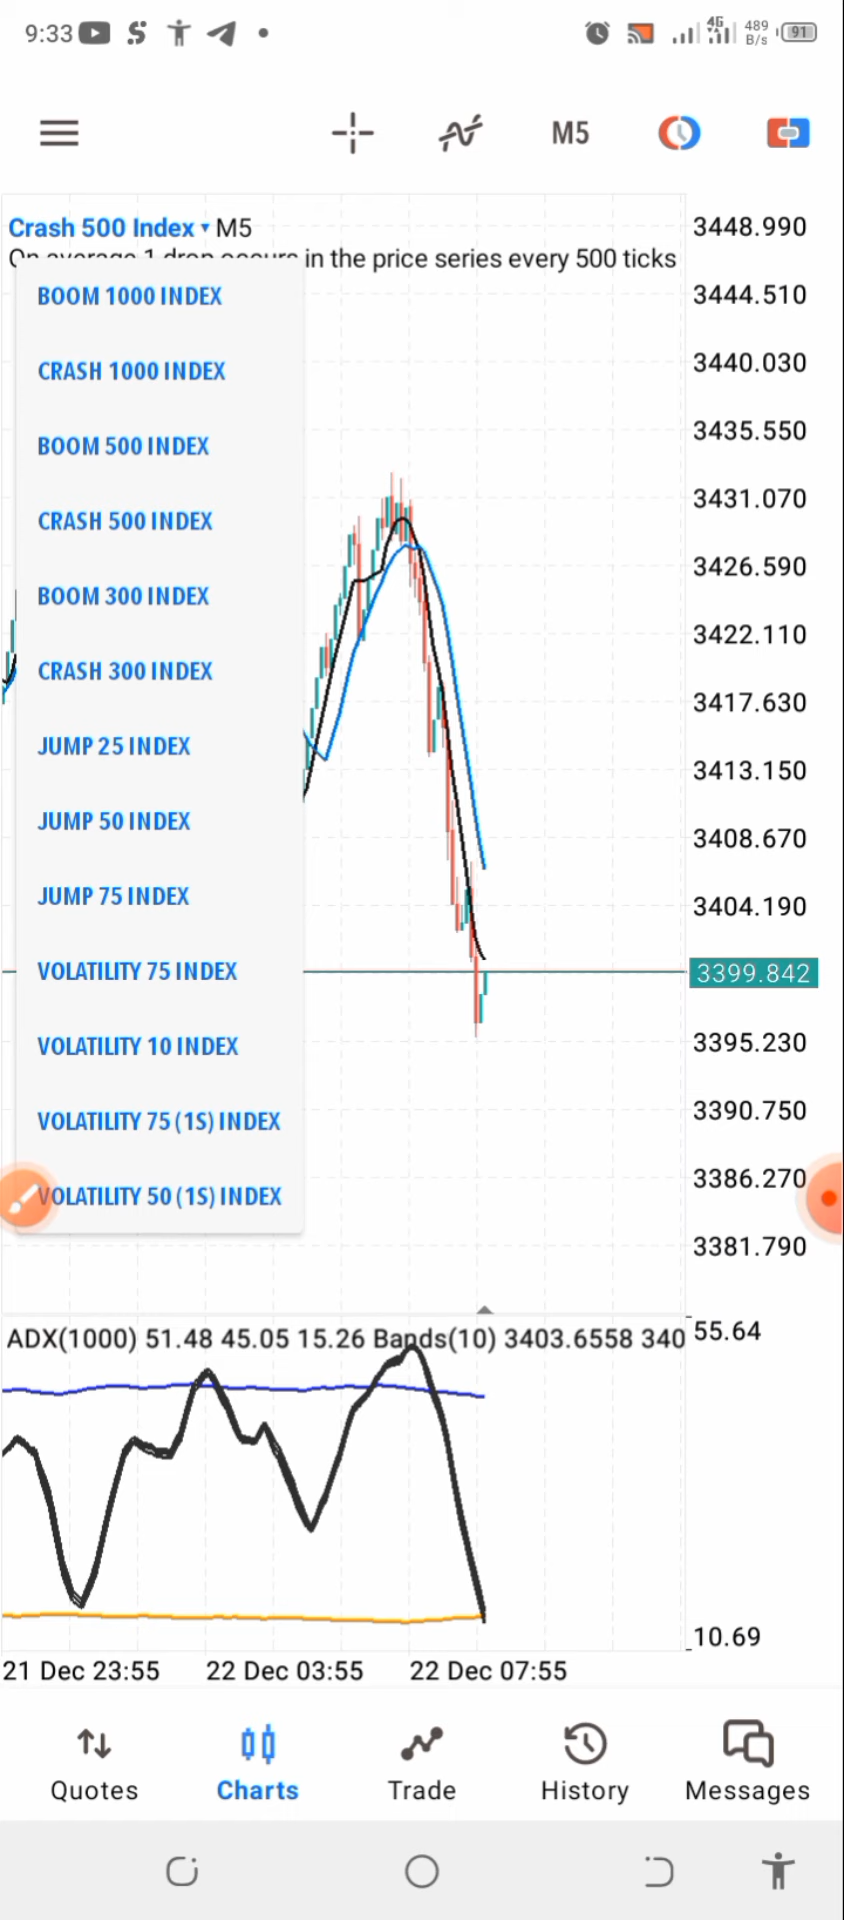 9:33
4G
489
B/s
91
M5
Crash 500 Index ▾ M5
On average 1 drop occurs in the price series every 500 ticks
BOOM 1000 INDEX
CRASH 1000 INDEX
BOOM 500 INDEX
CRASH 500 INDEX
BOOM 300 INDEX
CRASH 300 INDEX
JUMP 25 INDEX
JUMP 50 INDEX
JUMP 75 INDEX
VOLATILITY 75 INDEX
VOLATILITY 10 INDEX
VOLATILITY 75 (1S) INDEX
VOLATILITY 50 (1S) INDEX
3448.990
3444.510
3440.030
3435.550
3431.070
3426.590
3422.110
3417.630
3413.150
3408.670
3404.190
3399.842
3395.230
3390.750
3386.270
3381.790
ADX(1000) 51.48 45.05 15.26 Bands(10) 3403.6558 340
55.64
10.69
21 Dec 23:55 22 Dec 03:55 22 Dec 07:55
Quotes Charts Trade History Messages